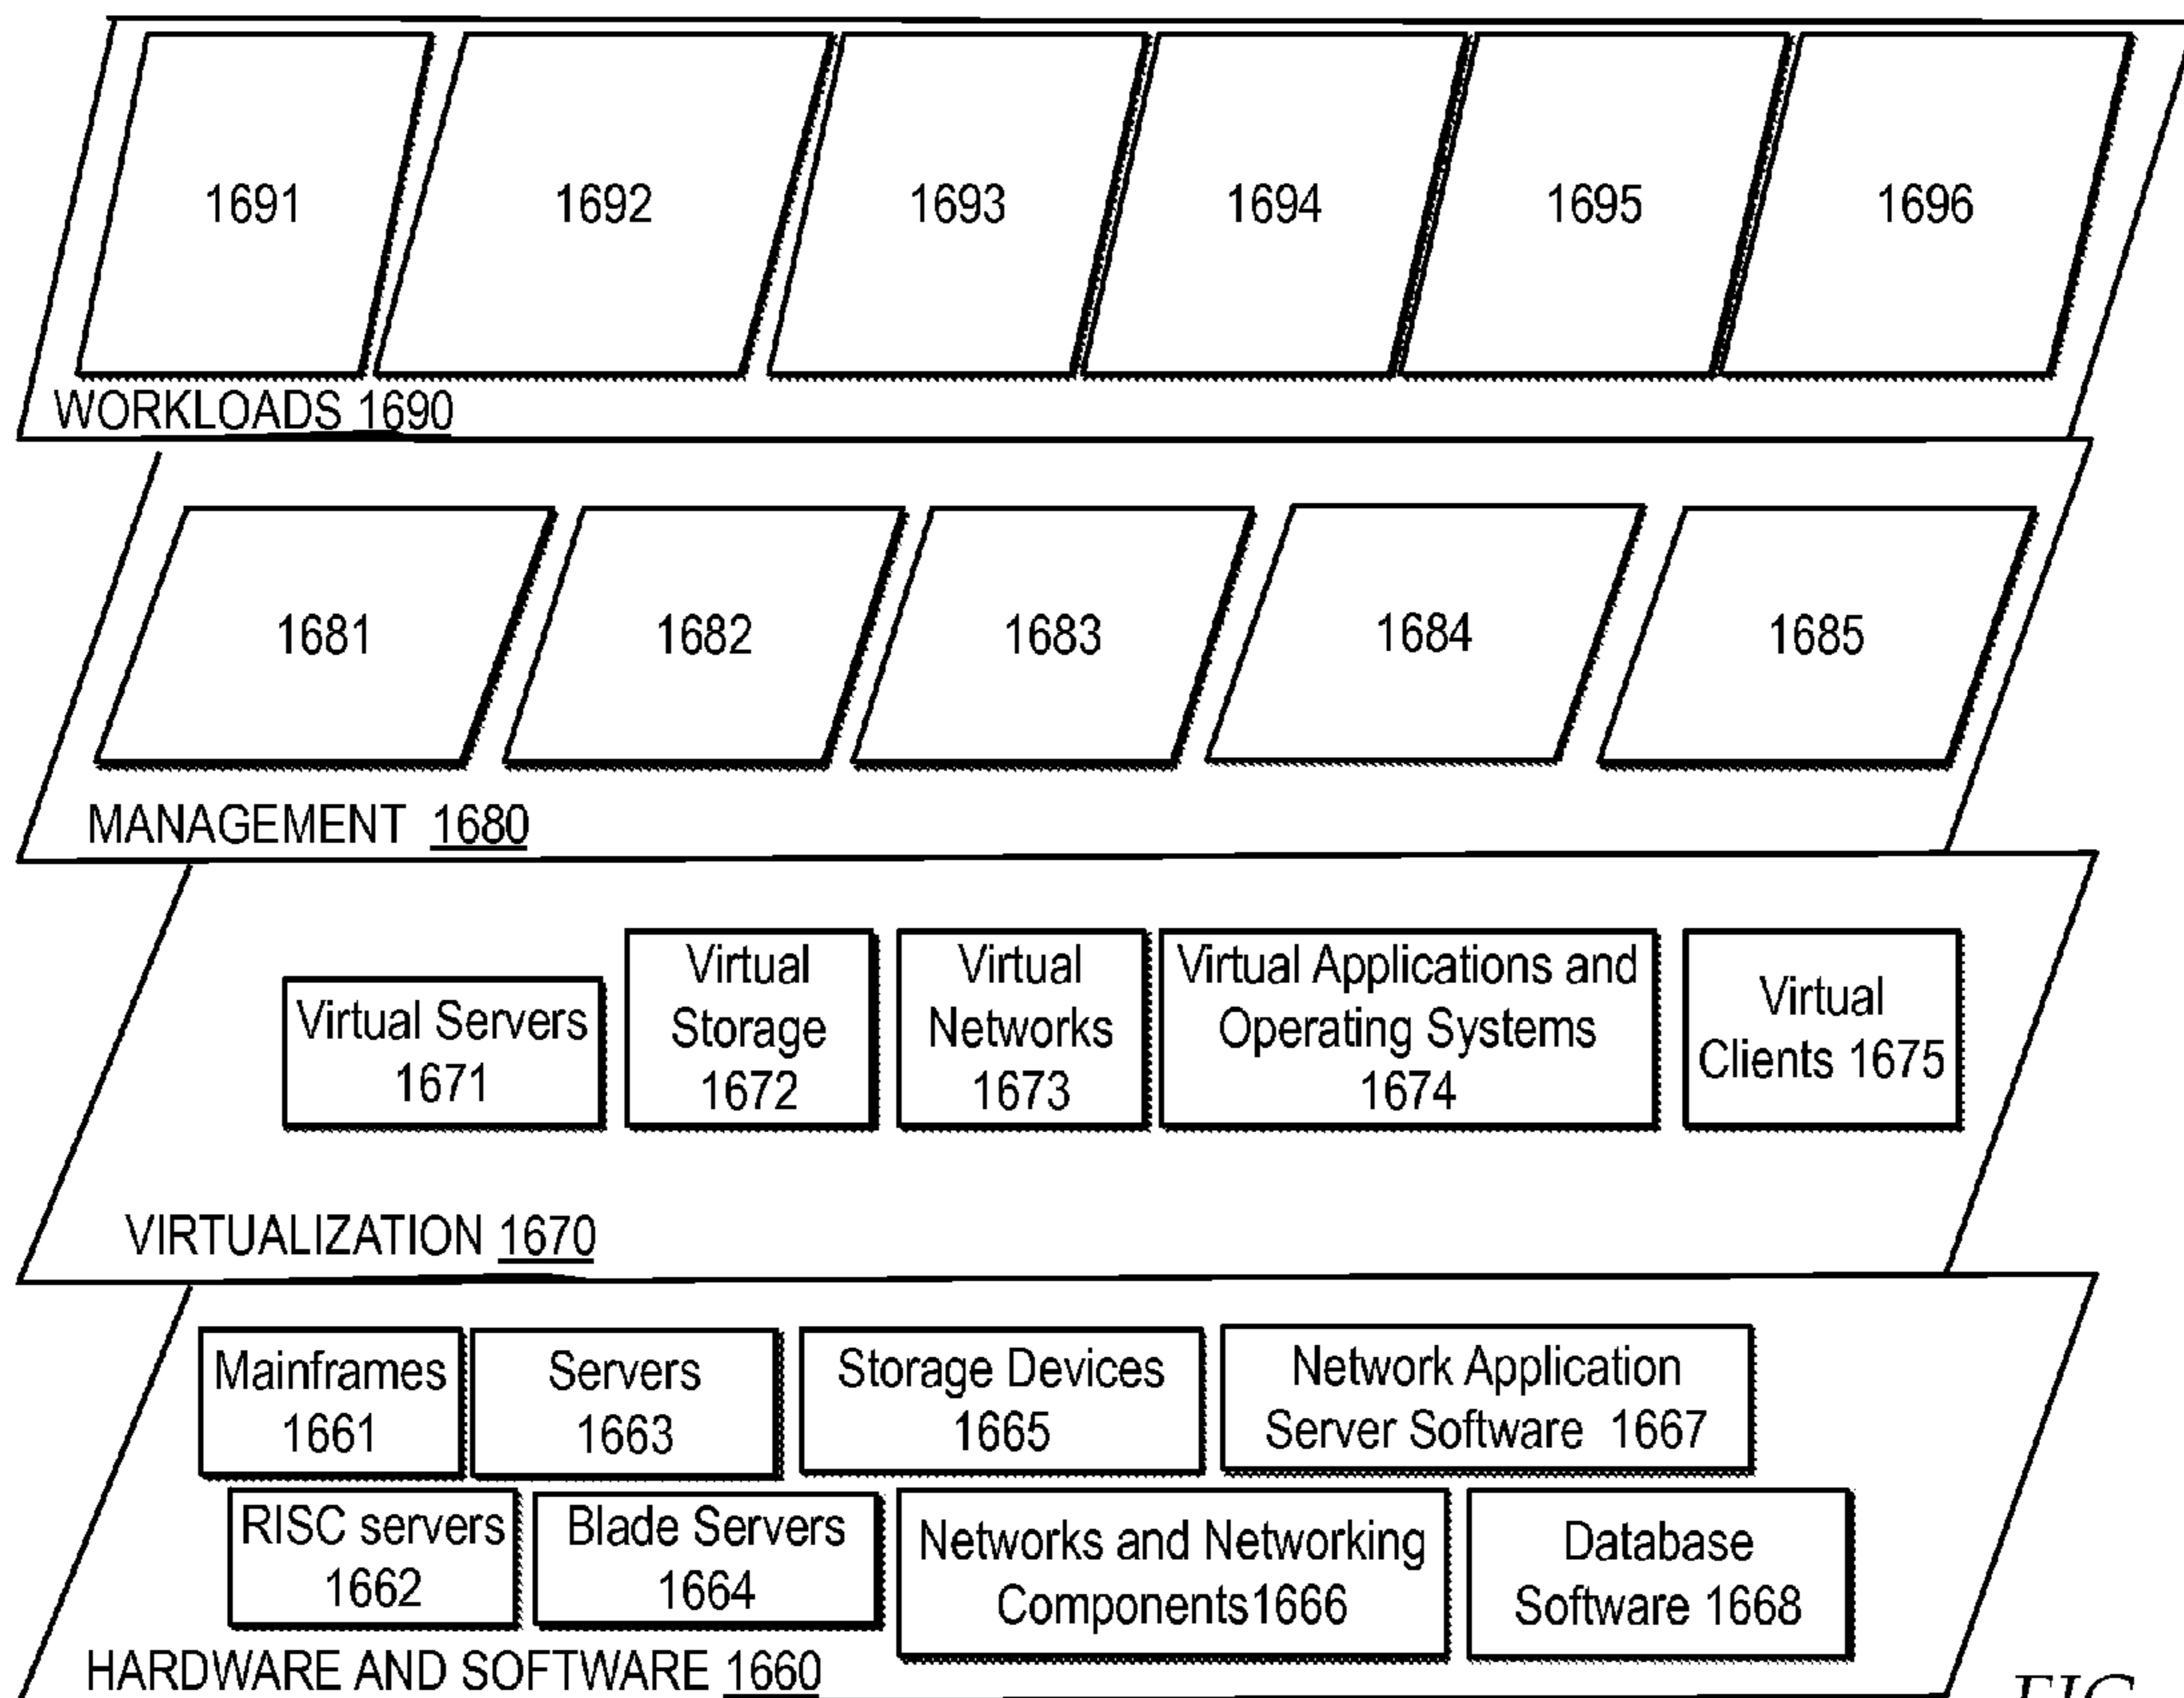 1691 1692 1693 1694 1695 1696
WORKLOADS 1690
1681 1682 1683 1684 1685
MANAGEMENT 1680
Virtual Servers
1671
Virtual
Storage
1672
Virtual
Networks
1673
Virtual Applications and
Operating Systems
1674
Virtual
Clients 1675
VIRTUALIZATION 1670
Mainframes
1661
Servers
1663
Storage Devices
1665
Network Application
Server Software 1667
RISC servers
1662
Blade Servers
1664
Networks and Networking
Components1666
Database
Software 1668
HARDWARE AND SOFTWARE 1660